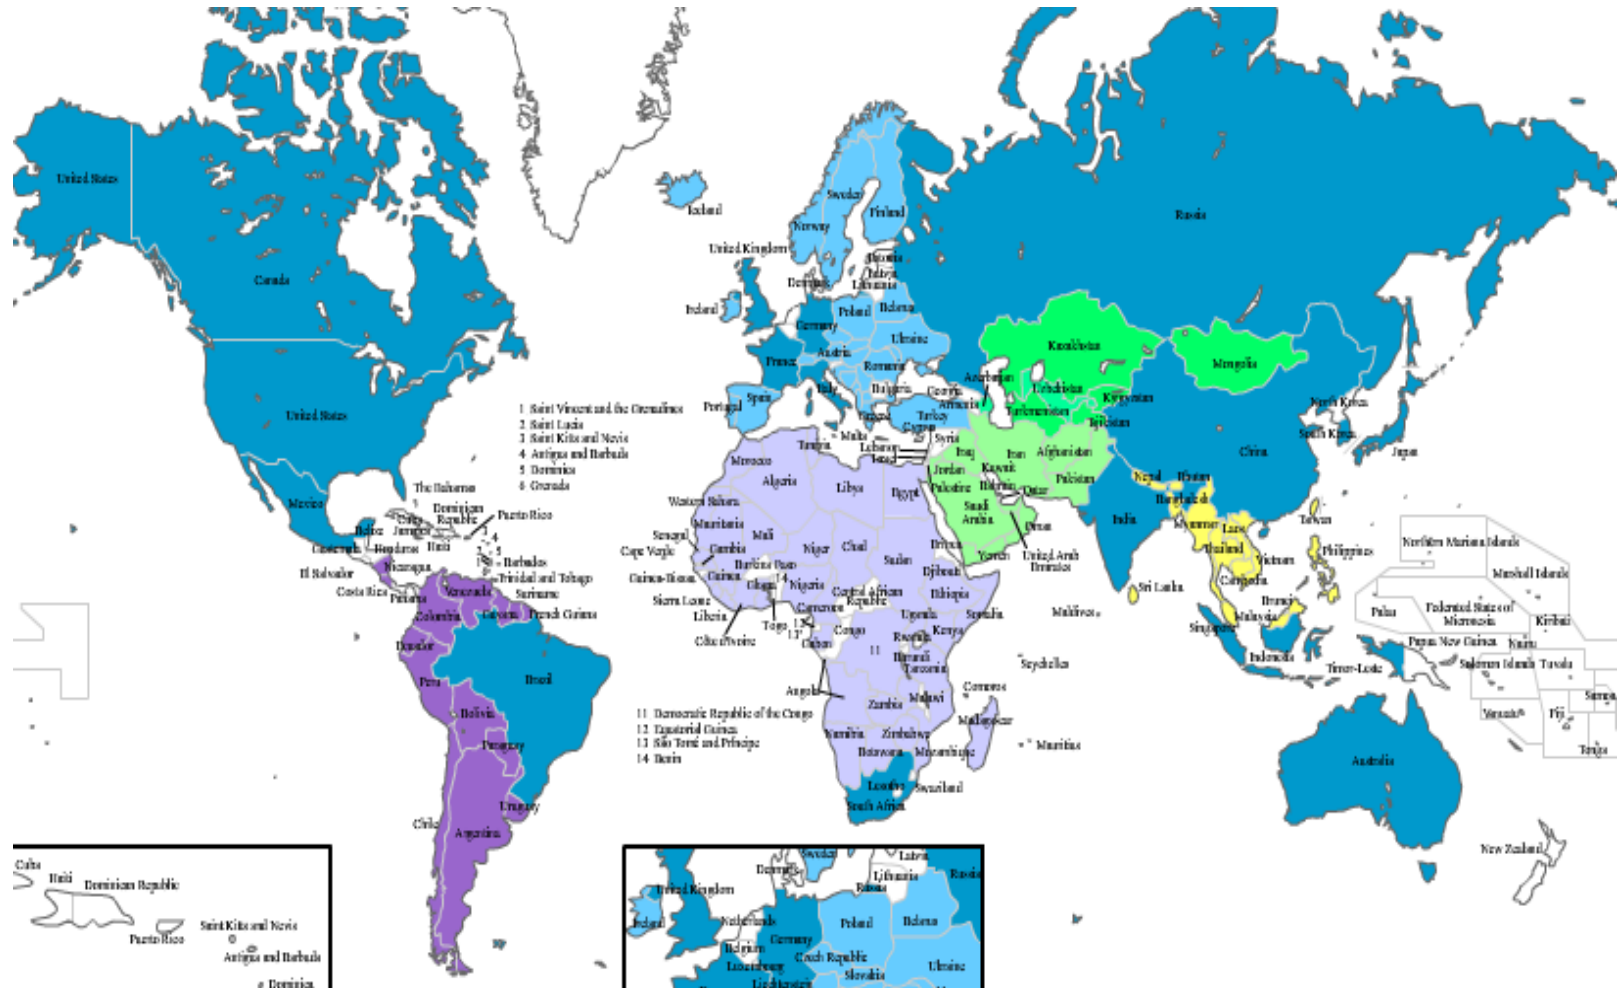 United States
Canada
United States
Mexico
Iceland
United Kingdom
Ireland
Norway
Sweden
Finland
Estonia
Latvia
Lithuania
Denmark
Poland
Belarus
Germany
Ukraine
Austria
France
Romania
Italy
Bulgaria
Spain
Portugal
Greece
Turkey
Cyprus
Malta
Georgia
Armenia
Azerbaijan
Russia
Kazakhstan
Uzbekistan
Turkmenistan
Kyrgyzstan
Tajikistan
Mongolia
China
North Korea
South Korea
Japan
1 Saint Vincent and the Grenadines
2 Saint Lucia
3 Saint Kitts and Nevis
4 Antigua and Barbuda
5 Dominica
6 Grenada
The Bahamas
Cuba
Dominican
Republic
Puerto Rico
Jamaica
Haiti
Belize
Guatemala
Honduras
El Salvador
Nicaragua
Costa Rica
Panama
Barbados
Trinidad and Tobago
Venezuela
Suriname
Guyana
French Guiana
Colombia
Ecuador
Peru
Brazil
Bolivia
Paraguay
Uruguay
Chile
Argentina
Tunisia
Morocco
Algeria
Libya
Egypt
Western Sahara
Mauritania
Mali
Niger
Chad
Sudan
Eritrea
Djibouti
Ethiopia
Somalia
Senegal
Cape Verde
Gambia
Guinea-Bissau
Guinea
Sierra Leone
Liberia
Côte d'Ivoire
Burkina Faso
Ghana
14
Togo
Nigeria
Cameroon
Central African
Republic
12
13
Gabon
Congo
11
Uganda
Kenya
Rwanda
Burundi
Tanzania
Angola
Zambia
Malawi
Namibia
Zimbabwe
Botswana
Mozambique
Lesotho
Swaziland
South Africa
Comoros
Madagascar
Mauritius
Seychelles
Maldives
11 Democratic Republic of the Congo
12 Equatorial Guinea
13 São Tomé and Príncipe
14 Benin
Lebanon
Israel
Syria
Iraq
Iran
Afghanistan
Jordan
Kuwait
Palestine
Bahrain
Qatar
Pakistan
Saudi
Arabia
Oman
Yemen
United Arab
Emirates
Nepal
Bhutan
Bangladesh
India
Sri Lanka
Myanmar
Laos
Thailand
Vietnam
Cambodia
Taiwan
Philippines
Brunei
Malaysia
Singapore
Indonesia
Timor-Leste
Northern Mariana Islands
Marshall Islands
Palau
Federated States of
Micronesia
Kiribati
Papua New Guinea
Nauru
Solomon Islands
Tuvalu
Samoa
Vanuatu
Fiji
Tonga
Australia
New Zealand
Cuba
Haiti
Dominican Republic
Puerto Rico
Saint Kitts and Nevis
Antigua and Barbuda
Dominica
Sweden
Latvia
Denmark
Lithuania
Russia
Russia
United Kingdom
Ireland
Netherlands
Poland
Belarus
Belgium
Germany
Luxembourg
Czech Republic
Slovakia
Ukraine
Liechtenstein